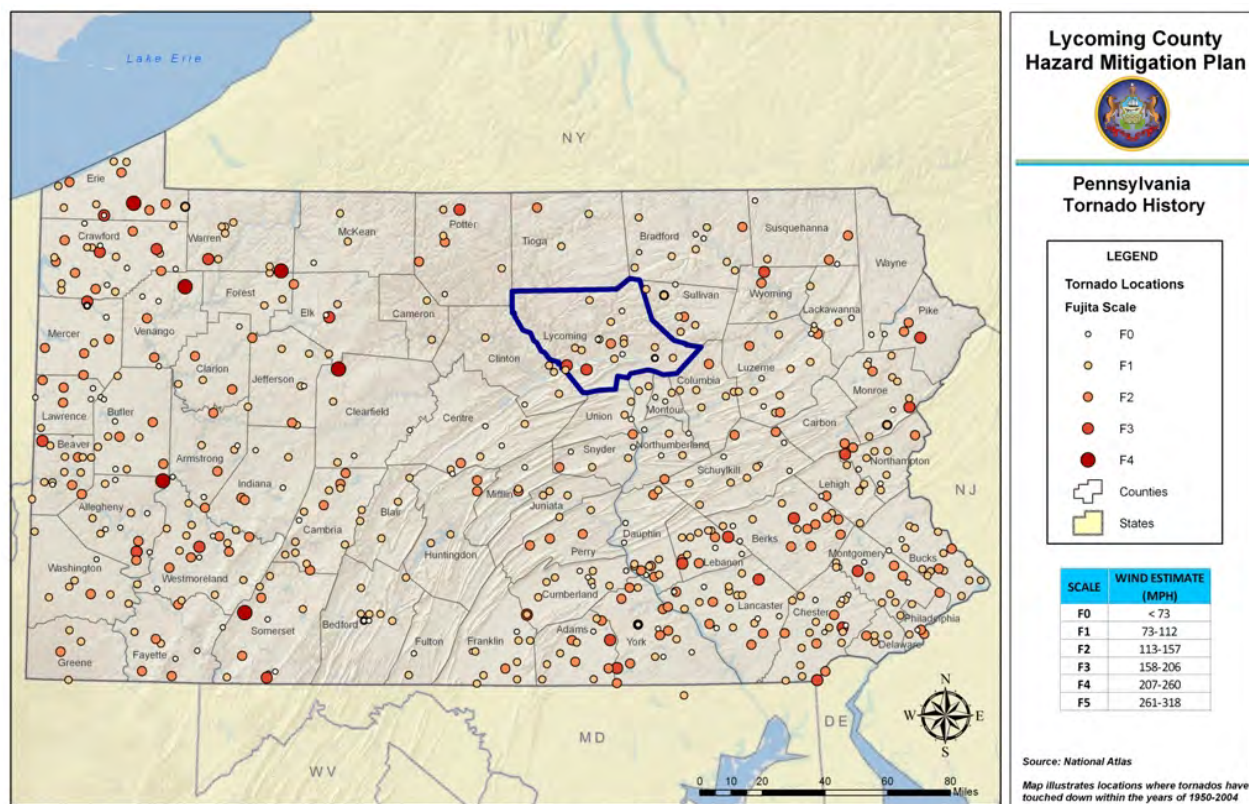 Lake Erie
NY
Erie
Crawford
Warren
McKean
Potter
Tioga
Bradford
Susquehanna
Wayne
Forest
Elk
Cameron
Sullivan
Wyoming
Lackawanna
Pike
Mercer
Venango
Clinton
Lycoming
Luzerne
Clarion
Jefferson
Clearfield
Centre
Union
Montour
Columbia
Monroe
Lawrence
Butler
Carbon
Beaver
Armstrong
Snyder
Northumberland
Schuylkill
Northampton
Indiana
Mifflin
Juniata
Lehigh
NJ
Allegheny
Cambria
Blair
Huntingdon
Perry
Dauphin
Lebanon
Berks
Montgomery
Bucks
Washington
Westmoreland
Cumberland
Lancaster
Chester
Philadelphia
Delaware
Greene
Fayette
Somerset
Bedford
Fulton
Franklin
Adams
York
N
W E
S
WV
MD
DE
0 10 20 40 60 80
Miles
Lycoming County
Hazard Mitigation Plan
Pennsylvania
Tornado History
LEGEND
Tornado Locations
Fujita Scale
F0
F1
F2
F3
F4
Counties
States
SCALE WIND ESTIMATE (MPH)
F0 < 73
F1 73-112
F2 113-157
F3 158-206
F4 207-260
F5 261-318
Source: National Atlas
Map illustrates locations where tornados have
touched down within the years of 1950-2004